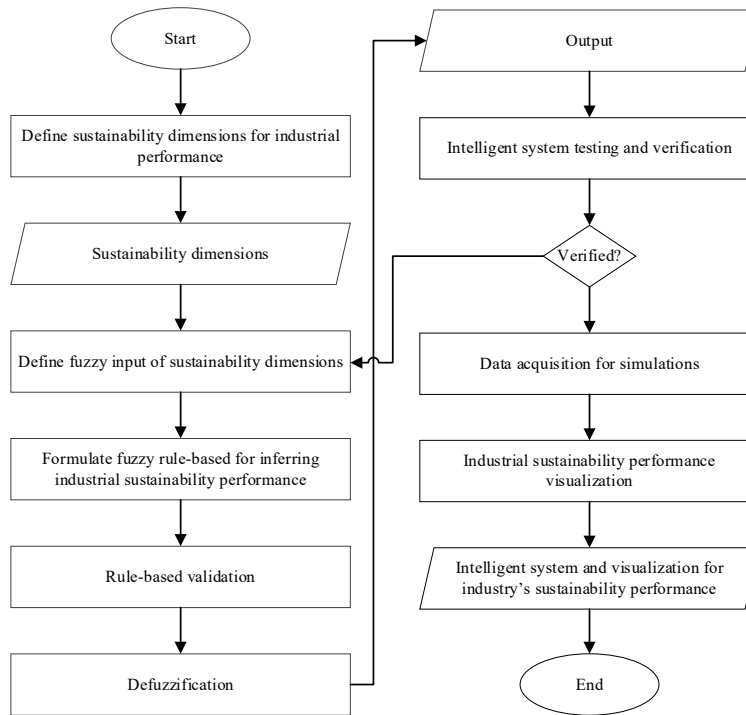 Start
Define sustainability dimensions for industrial
performance
Sustainability dimensions
Define fuzzy input of sustainability dimensions
Formulate fuzzy rule-based for inferring
industrial sustainability performance
Rule-based validation
Defuzzification
Output
Intelligent system testing and verification
Verified?
Data acquisition for simulations
Industrial sustainability performance
visualization
Intelligent system and visualization for
industry’s sustainability performance
End